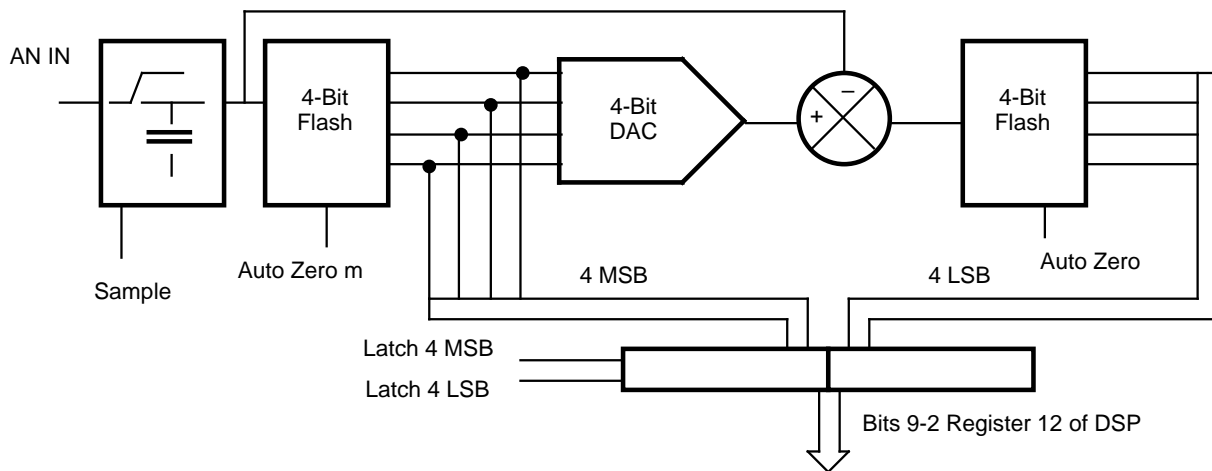 AN IN
4-Bit
Flash
4-Bit
DAC
−
+
4-Bit
Flash
Sample
Auto Zero m
Auto Zero
4 MSB
4 LSB
Latch 4 MSB
Latch 4 LSB
Bits 9-2 Register 12 of DSP